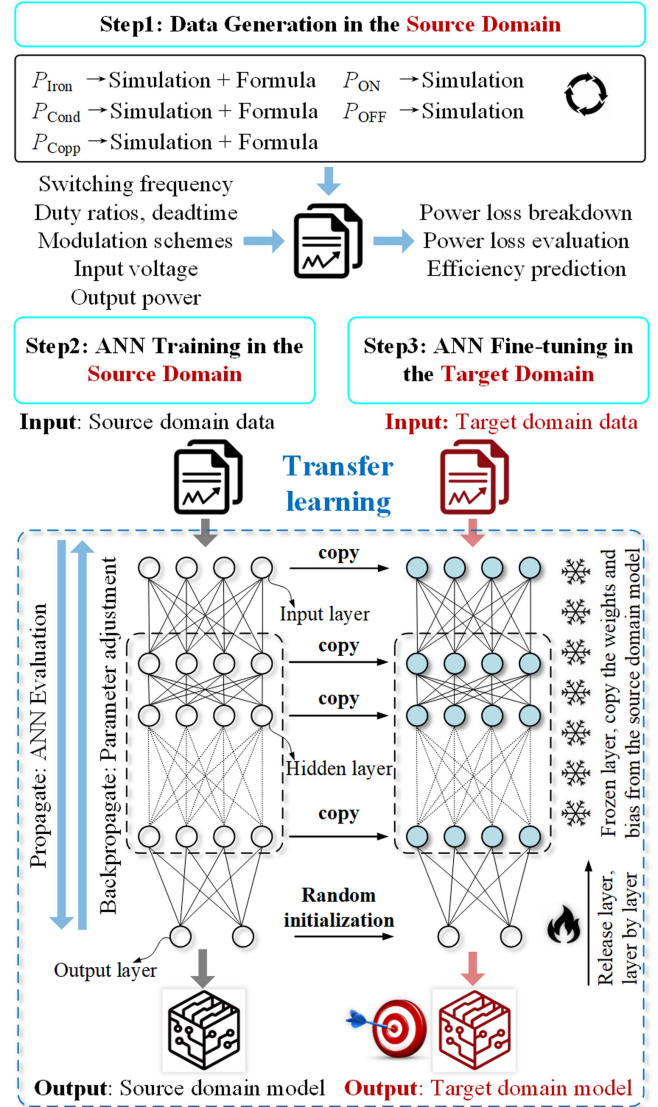 Step1: Data Generation in the Source Domain
P_Iron → Simulation + Formula P_ON → Simulation
P_Cond → Simulation + Formula P_OFF → Simulation
P_Copp → Simulation + Formula
Switching frequency
Duty ratios, deadtime
Modulation schemes
Input voltage
Output power
Power loss breakdown
Power loss evaluation
Efficiency prediction
Step2: ANN Training in the
Source Domain
Step3: ANN Fine-tuning in
the Target Domain
Input: Source domain data
Input: Target domain data
Transfer
learning
Propagate: ANN Evaluation
Backpropagate: Parameter adjustment
copy
Input layer
copy
copy
Hidden layer
copy
Random
initialization
Output layer
Frozen layer, copy the weights and
bias from the source domain model
Release layer,
layer by layer
Output: Source domain model
Output: Target domain model